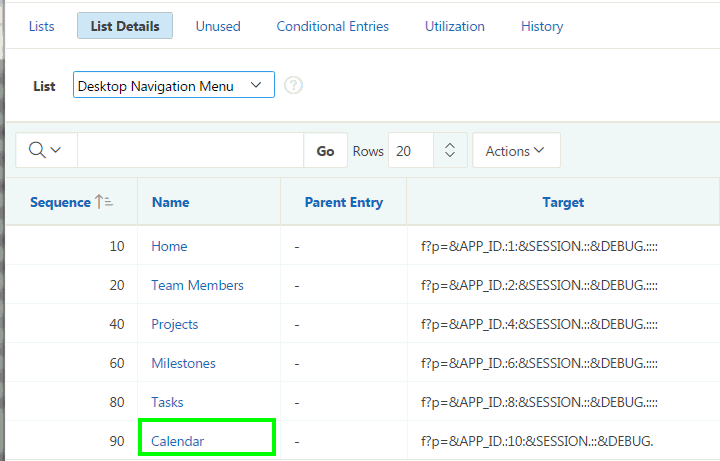 Lists List Details Unused Conditional Entries Utilization History
List Desktop Navigation Menu ?
Go Rows 20 Actions
Sequence Name Parent Entry Target
10 Home - f?p=&APP_ID.:1:&SESSION.::&DEBUG.::::
20 Team Members - f?p=&APP_ID.:2:&SESSION.::&DEBUG.::::
40 Projects - f?p=&APP_ID.:4:&SESSION.::&DEBUG.::::
60 Milestones - f?p=&APP_ID.:6:&SESSION.::&DEBUG.::::
80 Tasks - f?p=&APP_ID.:8:&SESSION.::&DEBUG.::::
90 Calendar - f?p=&APP_ID.:10:&SESSION.::&DEBUG.